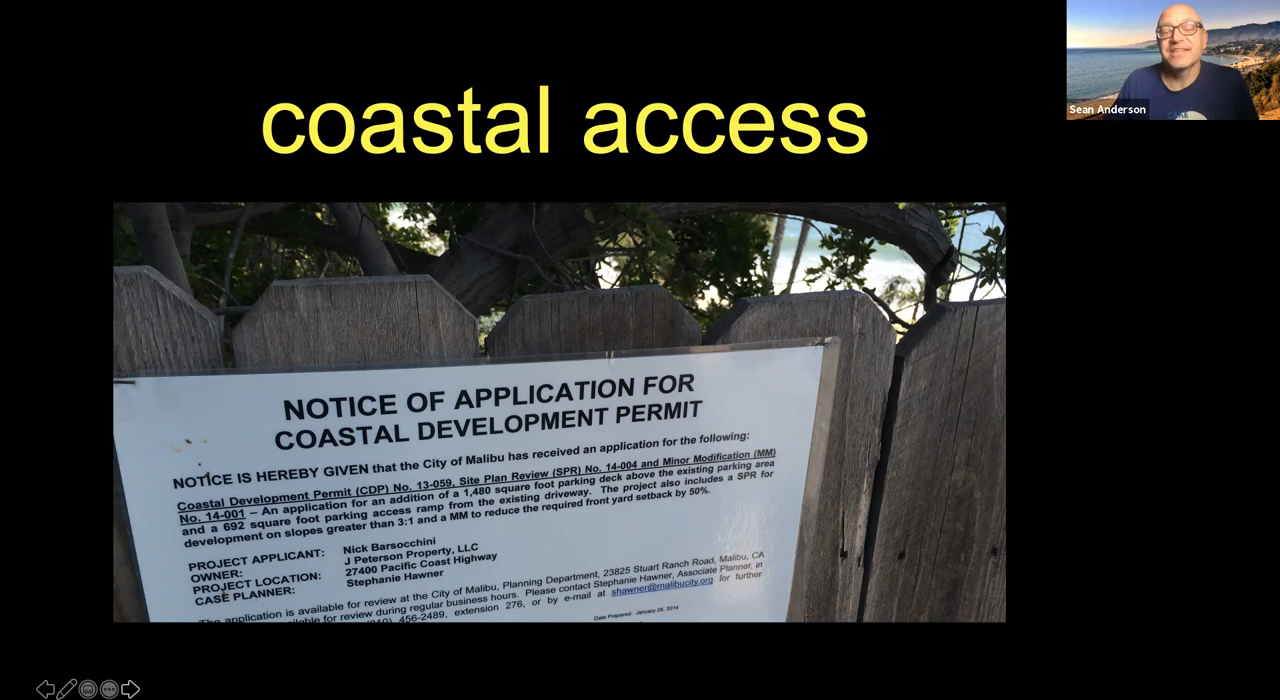 coastal access
Sean Anderson
NOTICE OF APPLICATION FOR
COASTAL DEVELOPMENT PERMIT
NOTICE IS HEREBY GIVEN that the City of Malibu has received an application for the following:
Coastal Development Permit (CDP) No. 13-059, Site Plan Review (SPR) No. 14-004 and Minor Modification (MM)
No. 14-001 – An application for an addition of a 1,480 square foot parking deck above the existing parking area
and a 692 square foot parking access ramp from the existing driveway. The project also includes a SPR for
development on slopes greater than 3:1 and a MM to reduce the required front yard setback by 50%.
PROJECT APPLICANT: Nick Barsocchini
OWNER: J Peterson Property, LLC
PROJECT LOCATION: 27400 Pacific Coast Highway
CASE PLANNER: Stephanie Hawner
The application is available for review at the City of Malibu, Planning Department, 23825 Stuart Ranch Road, Malibu, CA
for review during regular business hours. Please contact Stephanie Hawner, Associate Planner, in
456-2489, extension 276, or by e-mail at shawner@malibucity.org for further
Date Prepared: January 29, 2014